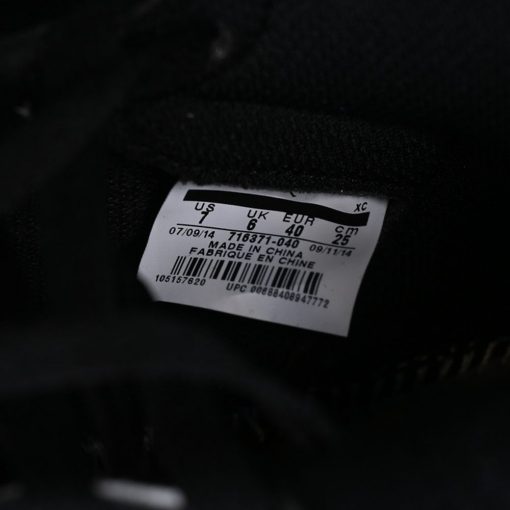 XC
US UK EUR cm
7 6 40 25
07/09/14 716371-040 09/11/14
MADE IN CHINA
FABRIQUE EN CHINE
105157620
UPC 00888408947772